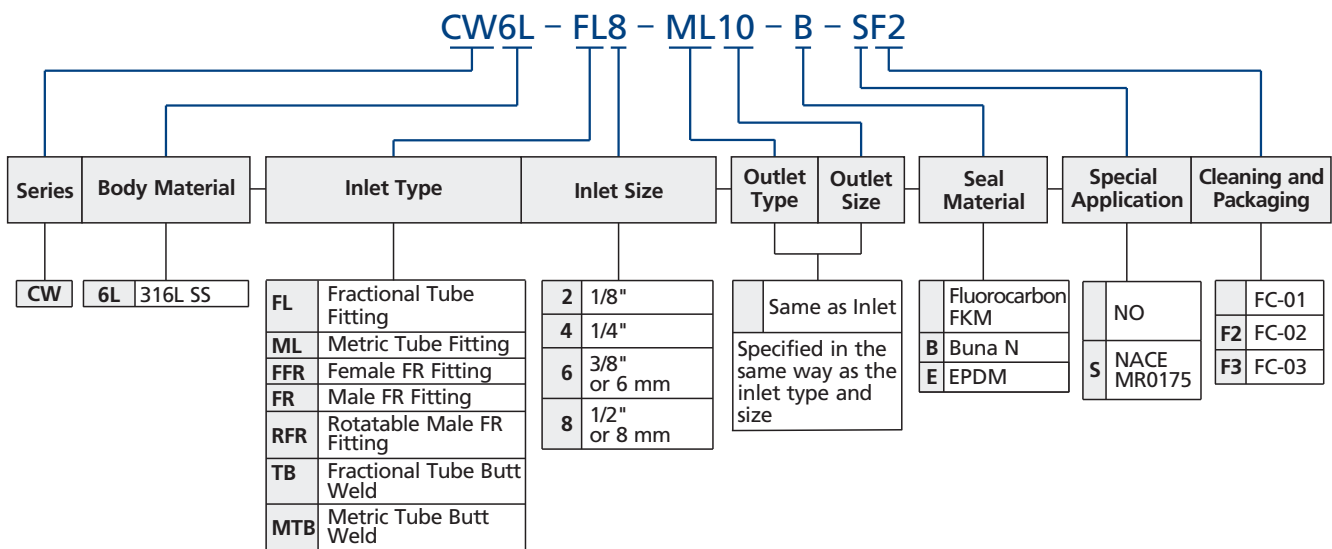 CW6L – FL8 – ML10 – B – SF2
Series
Body Material
Inlet Type
Inlet Size
Outlet
Type
Outlet
Size
Seal
Material
Special
Application
Cleaning and
Packaging
CW
6L 316L SS
FL Fractional Tube
Fitting
ML Metric Tube Fitting
FFR Female FR Fitting
FR Male FR Fitting
RFR Rotatable Male FR
Fitting
TB Fractional Tube Butt
Weld
MTB Metric Tube Butt
Weld
2 1/8"
4 1/4"
6 3/8"
or 6 mm
8 1/2"
or 8 mm
Same as Inlet
Specified in the
same way as the
inlet type and
size
Fluorocarbon
FKM
B Buna N
E EPDM
NO
S NACE
MR0175
FC-01
F2 FC-02
F3 FC-03